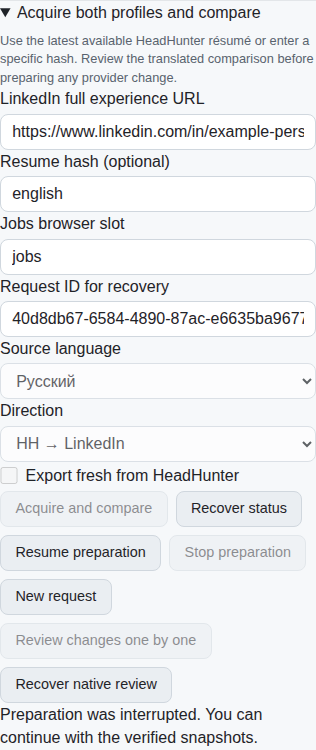 ▼ Acquire both profiles and compare
Use the latest available HeadHunter résumé or enter a
specific hash. Review the translated comparison before
preparing any provider change.
LinkedIn full experience URL
https://www.linkedin.com/in/example-pers
Resume hash (optional)
english
Jobs browser slot
jobs
Request ID for recovery
40d8db67-6584-4890-87ac-e6635ba9677
Source language
Русский
Direction
HH → LinkedIn
Export fresh from HeadHunter
Acquire and compare Recover status
Resume preparation Stop preparation
New request
Review changes one by one
Recover native review
Preparation was interrupted. You can
continue with the verified snapshots.